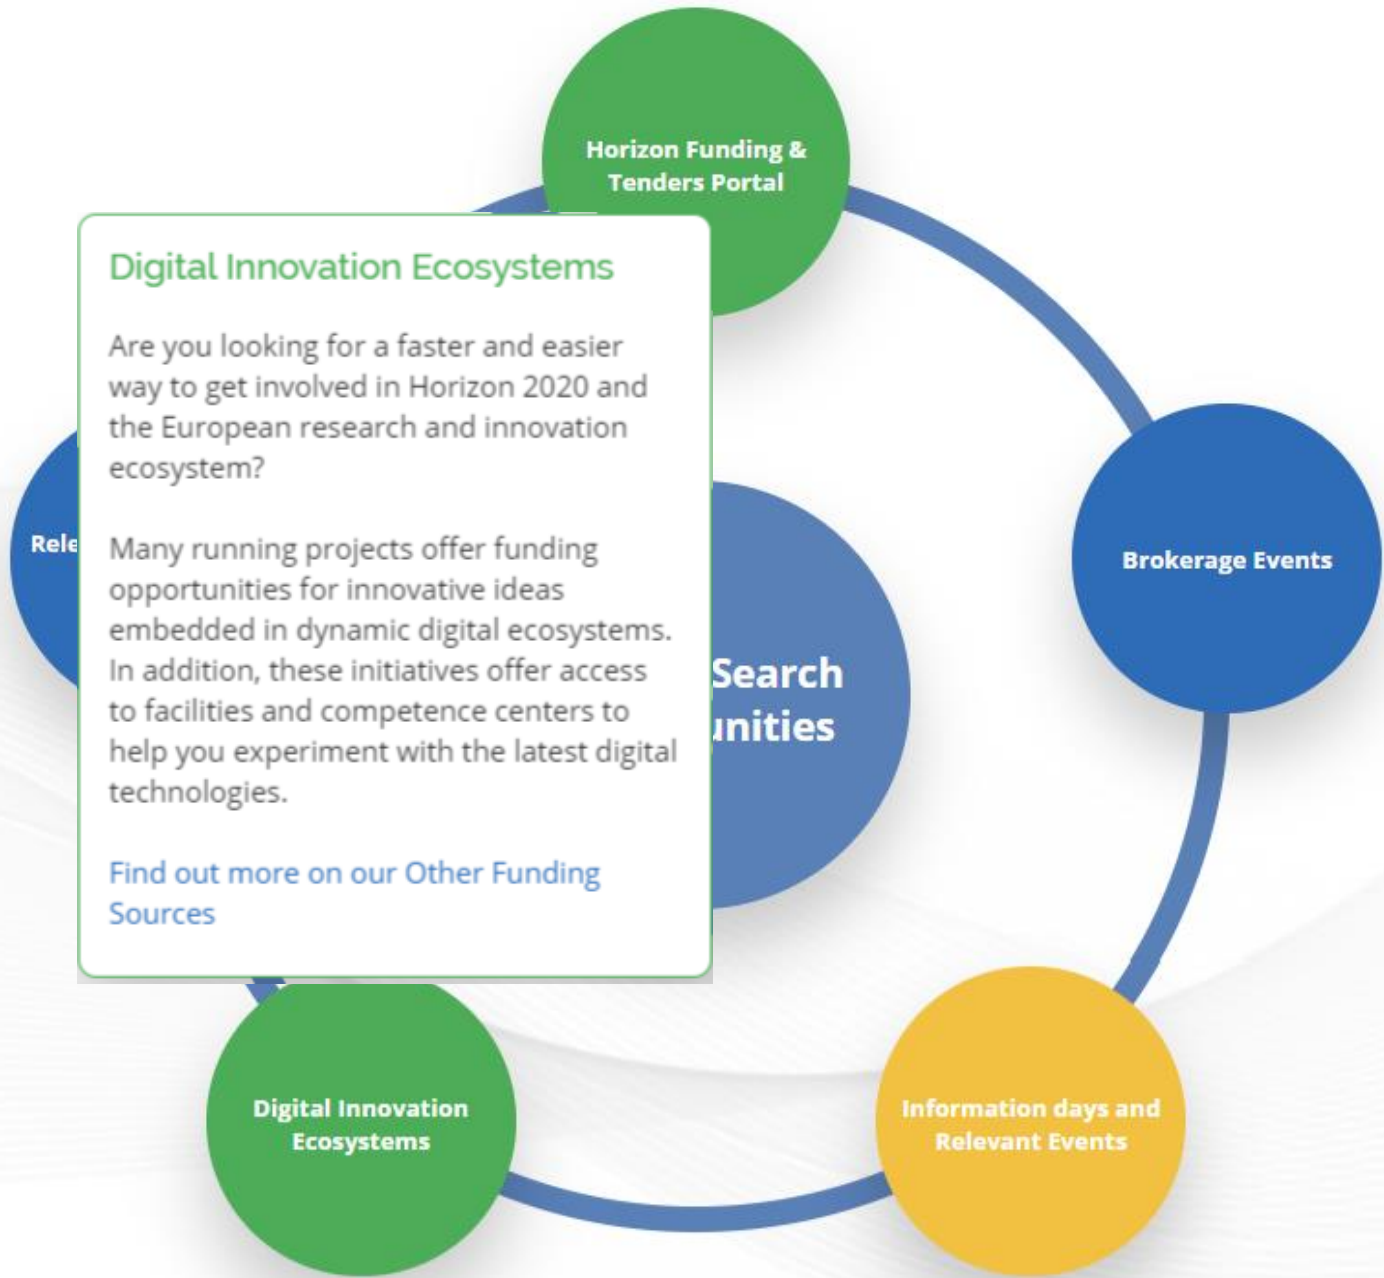 Horizon Funding &
Tenders Portal
Digital Innovation Ecosystems
Are you looking for a faster and easier
way to get involved in Horizon 2020 and
the European research and innovation
ecosystem?
Many running projects offer funding
opportunities for innovative ideas
embedded in dynamic digital ecosystems.
In addition, these initiatives offer access
to facilities and competence centers to
help you experiment with the latest digital
technologies.
Find out more on our Other Funding
Sources
Brokerage Events
Search
Digital Innovation
Ecosystems
Information days and
Relevant Events